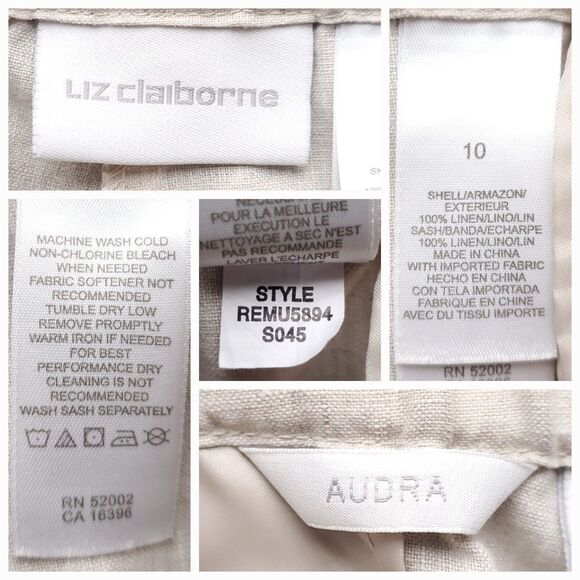 LIZ claiborne
10
SHELL/ARMAZON/
EXTERIEUR
100% LINEN/LINO/LIN
SASH/BANDA/ECHARPE
100% LINEN/LINO/LIN
MADE IN CHINA
WITH IMPORTED FABRIC
HECHO EN CHINA
CON TELA IMPORTADA
FABRIQUE EN CHINE
AVEC DU TISSU IMPORTE
RN 52002
MACHINE WASH COLD
NON-CHLORINE BLEACH
WHEN NEEDED
FABRIC SOFTENER NOT
RECOMMENDED
TUMBLE DRY LOW
REMOVE PROMPTLY
WARM IRON IF NEEDED
FOR BEST
PERFORMANCE DRY
CLEANING IS NOT
RECOMMENDED
WASH SASH SEPARATELY
RN 52002
CA 16396
POUR LA MEILLEURE
EXECUTION LE
NETTOYAGE A SEC N'EST
PAS RECOMMANDE
LAVER L'ECHARPE
STYLE
REMU5894
S045
AUDRA